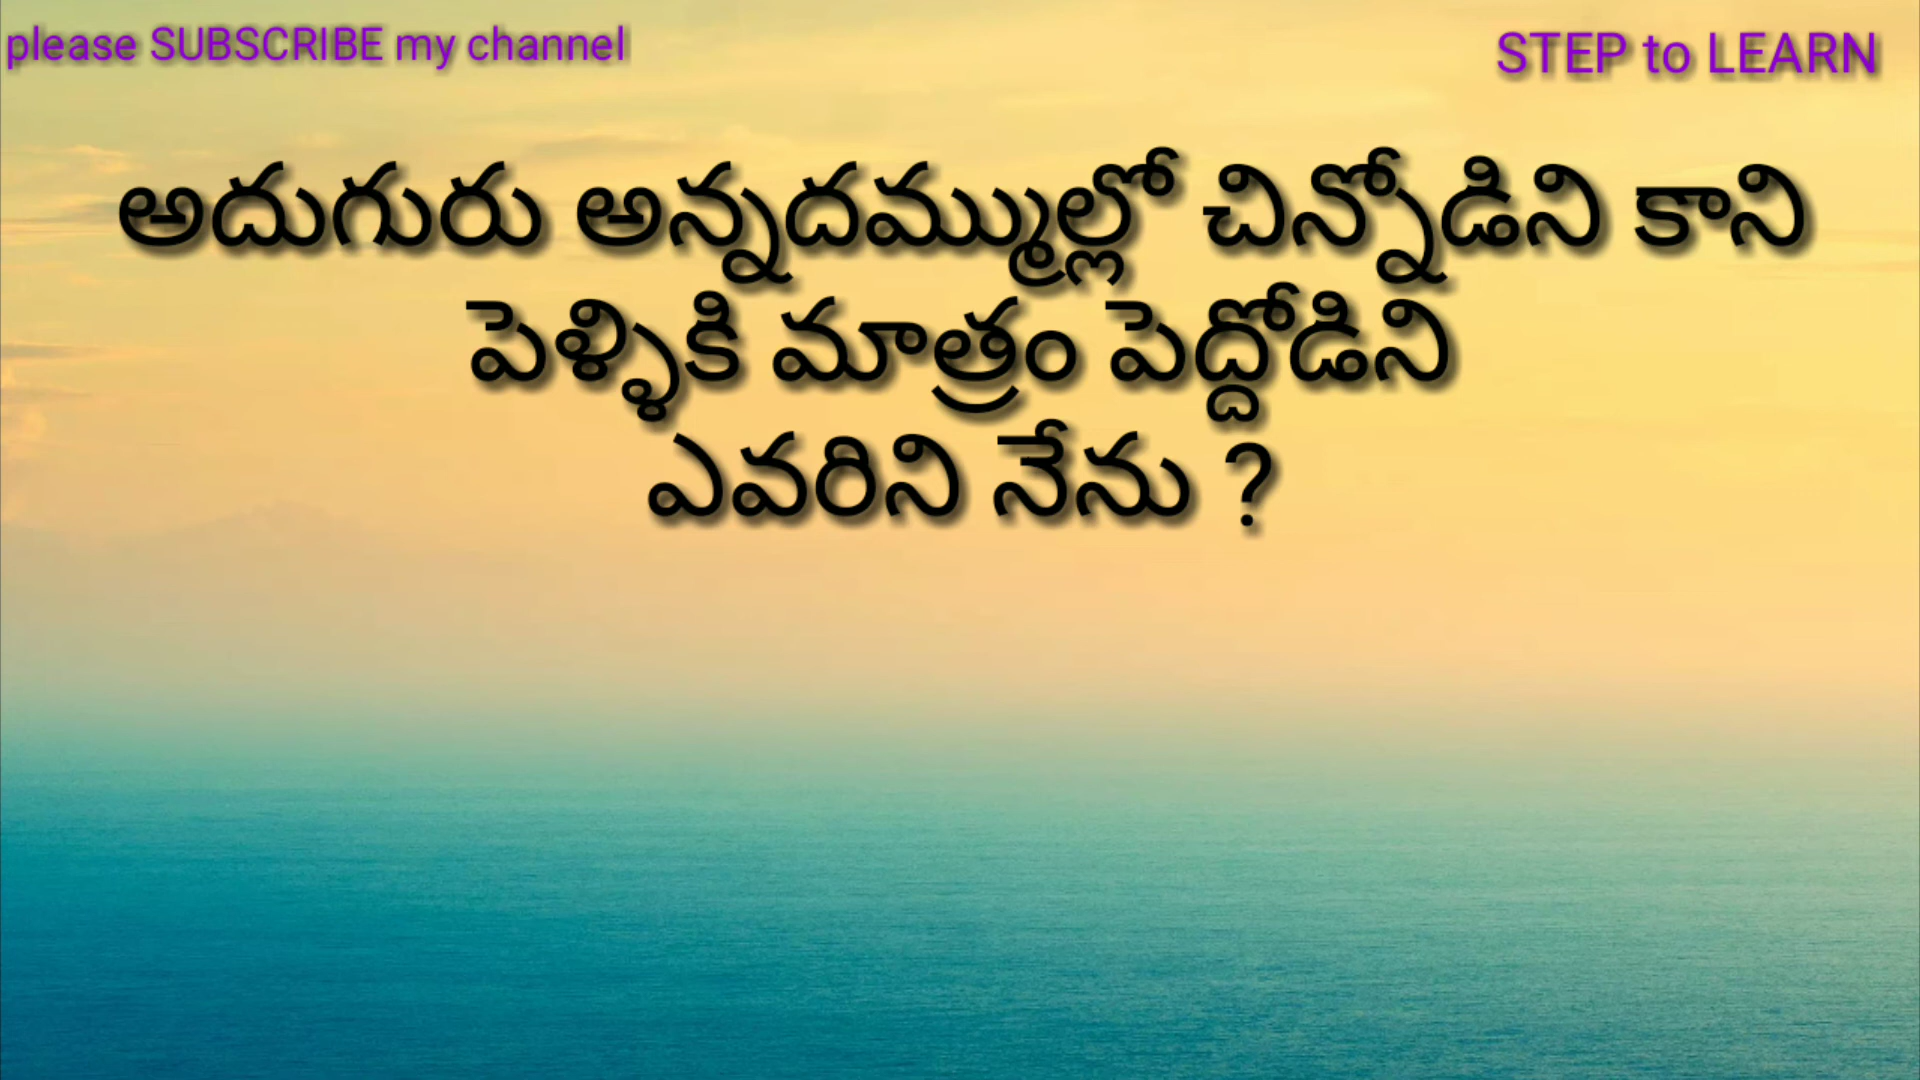 please SUBSCRIBE my channel
STEP to LEARN
అదుగురు అన్నదమ్ముల్లో చిన్నోడిని కాని
పెళ్ళికి మాత్రం పెద్దోడిని
ఎవరిని నేను ?